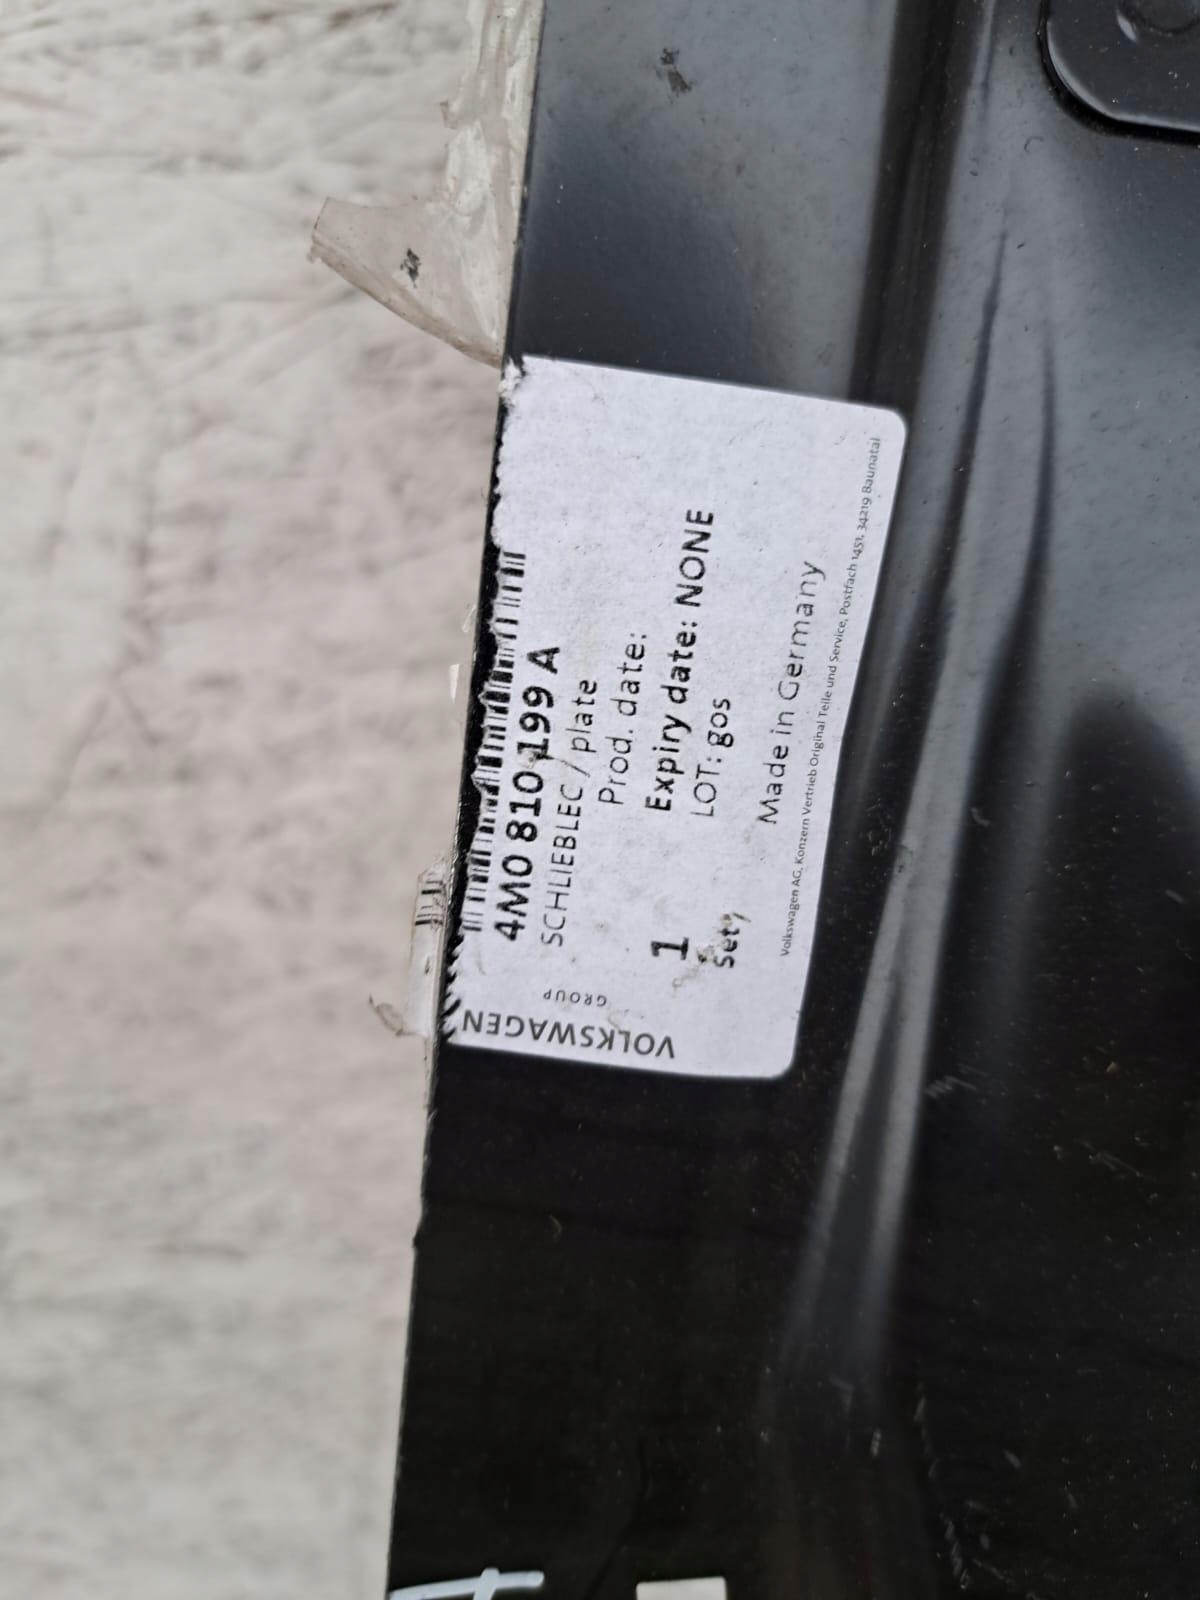 4M0 810 199 A
SCHLIEBLEC / plate
Prod. date:
Expiry date: NONE
LOT: gos
1
Set,
Made in Germany
Volkswagen AG, Konzern Vertrieb Original Teile und Service, Postfach 1451, 34219 Baunatal
VOLKSWAGEN
GROUP